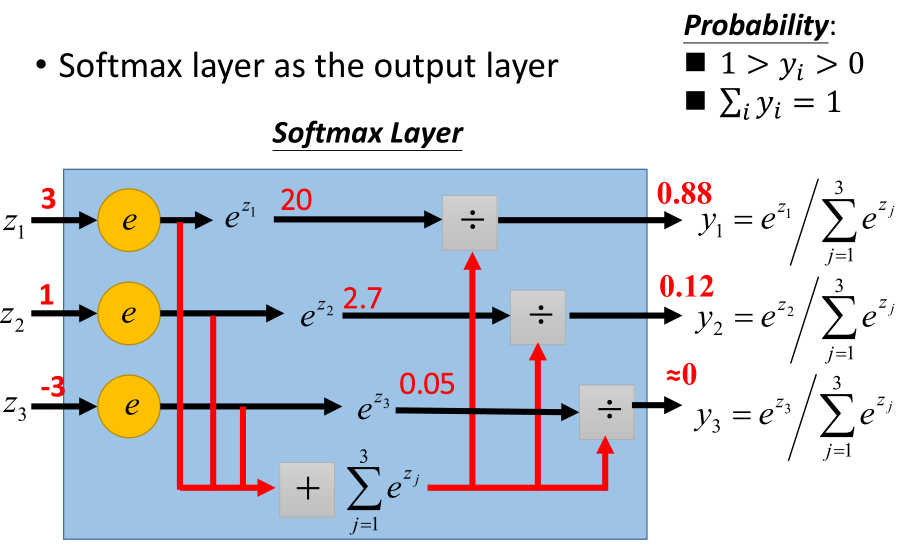 Probability:
■ 1 > y_i > 0
■ ∑_i y_i = 1
• Softmax layer as the output layer
Softmax Layer
z_1 3 e e^{z_1} 20 ÷ 0.88 y_1 = e^{z_1} / ∑_{j=1}^{3} e^{z_j}
z_2 1 e e^{z_2} 2.7 ÷ 0.12 y_2 = e^{z_2} / ∑_{j=1}^{3} e^{z_j}
z_3 -3 e e^{z_3} 0.05 ÷ ≈0 y_3 = e^{z_3} / ∑_{j=1}^{3} e^{z_j}
+ ∑_{j=1}^{3} e^{z_j}